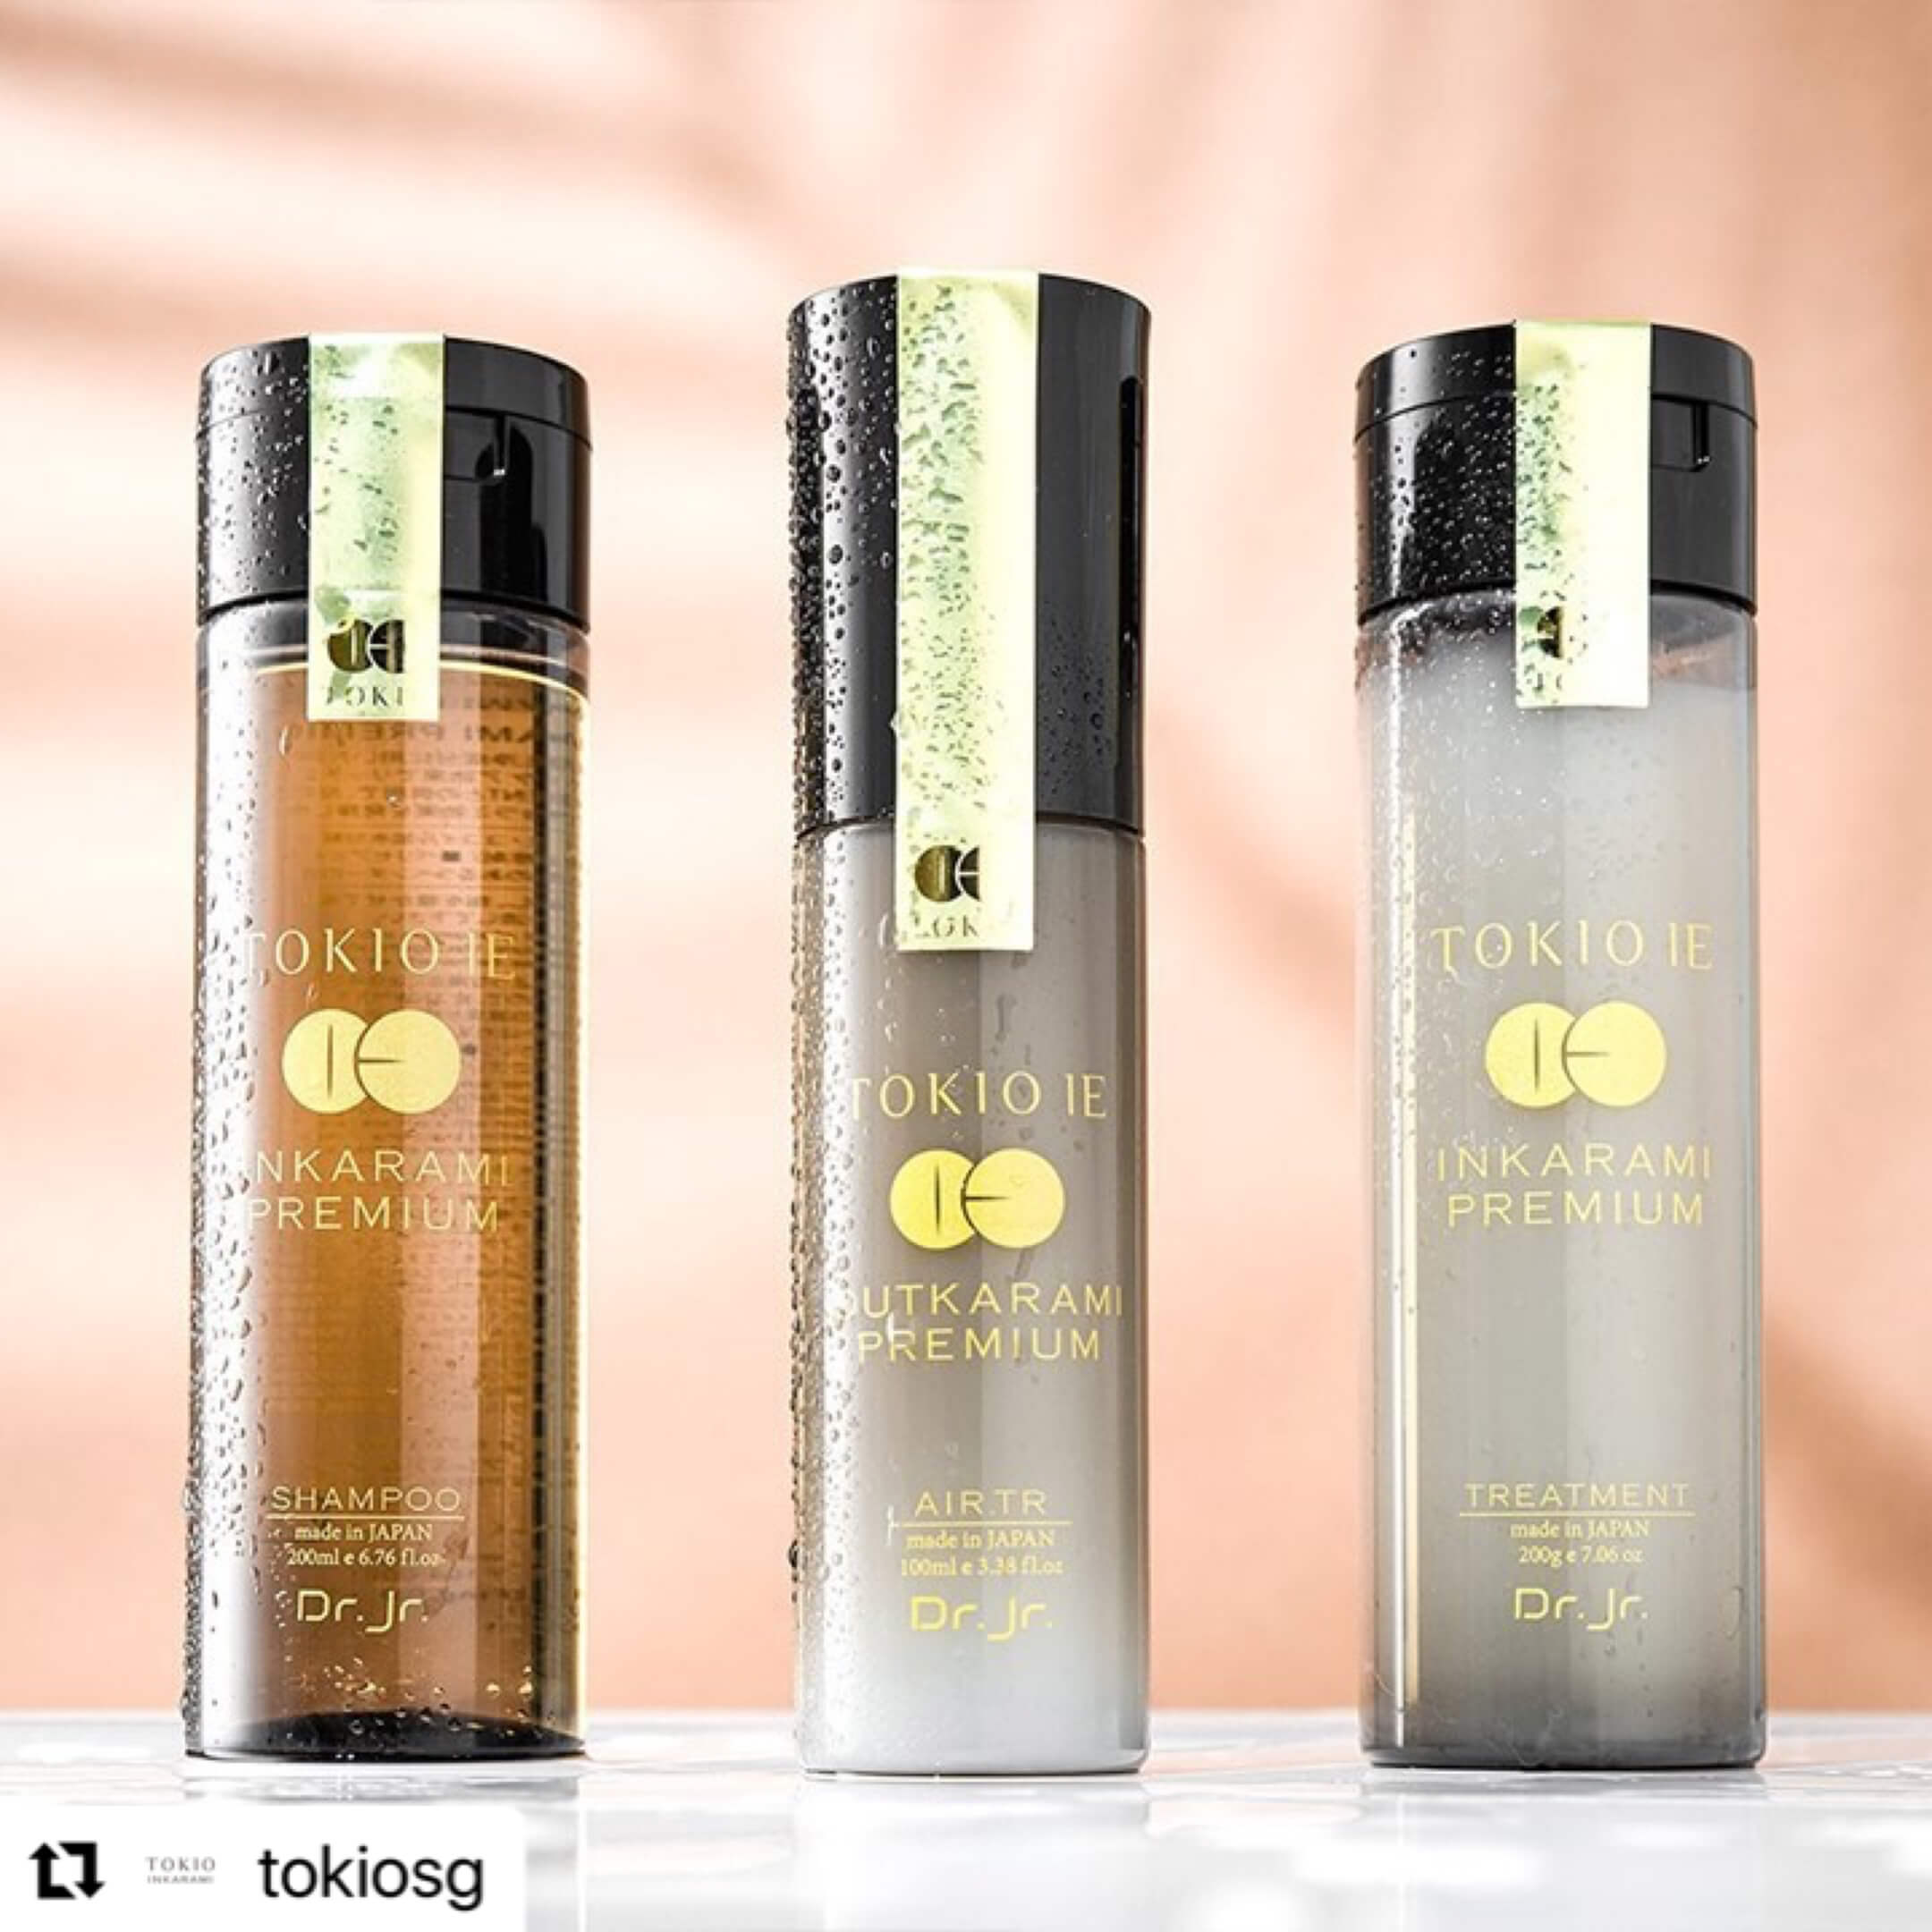 TOKIO IE
INKARAMI
PREMIUM
SHAMPOO
made in JAPAN
200ml e 6.76 fl.oz
Dr.Jr.
TOKIO IE
OUTKARAMI
PREMIUM
AIR.TR
made in JAPAN
100ml e 3.38 fl.oz
Dr.Jr.
TOKIO IE
INKARAMI
PREMIUM
TREATMENT
made in JAPAN
200g e 7.06 oz
Dr.Jr.
TOKIO
INKARAMI
tokiosg